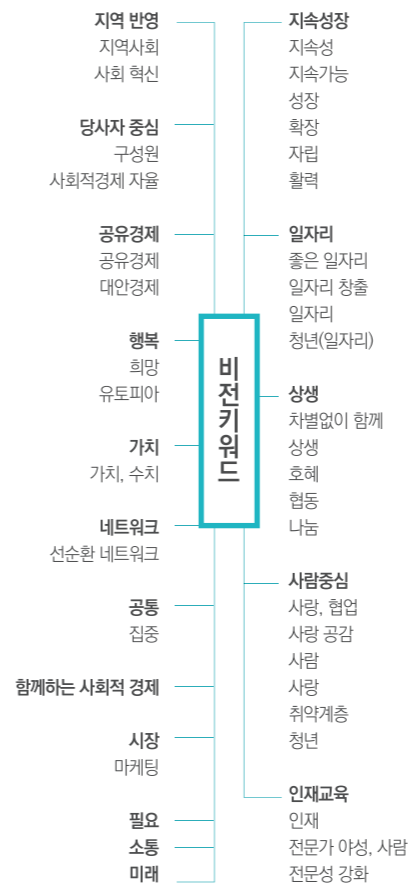 지역 반영
지역사회
사회 혁신
당사자 중심
구성원
사회적경제 자율
공유경제
공유경제
대안경제
행복
희망
유토피아
가치
가치, 수치
네트워크
선순환 네트워크
공통
집중
함께하는 사회적 경제
시장
마케팅
필요
소통
미래
비전키워드
지속성장
지속성
지속가능
성장
확장
자립
활력
일자리
좋은 일자리
일자리 창출
일자리
청년(일자리)
상생
차별없이 함께
상생
호혜
협동
나눔
사람중심
사랑, 협업
사랑 공감
사람
사랑
취약계층
청년
인재교육
인재
전문가 야성, 사람
전문성 강화